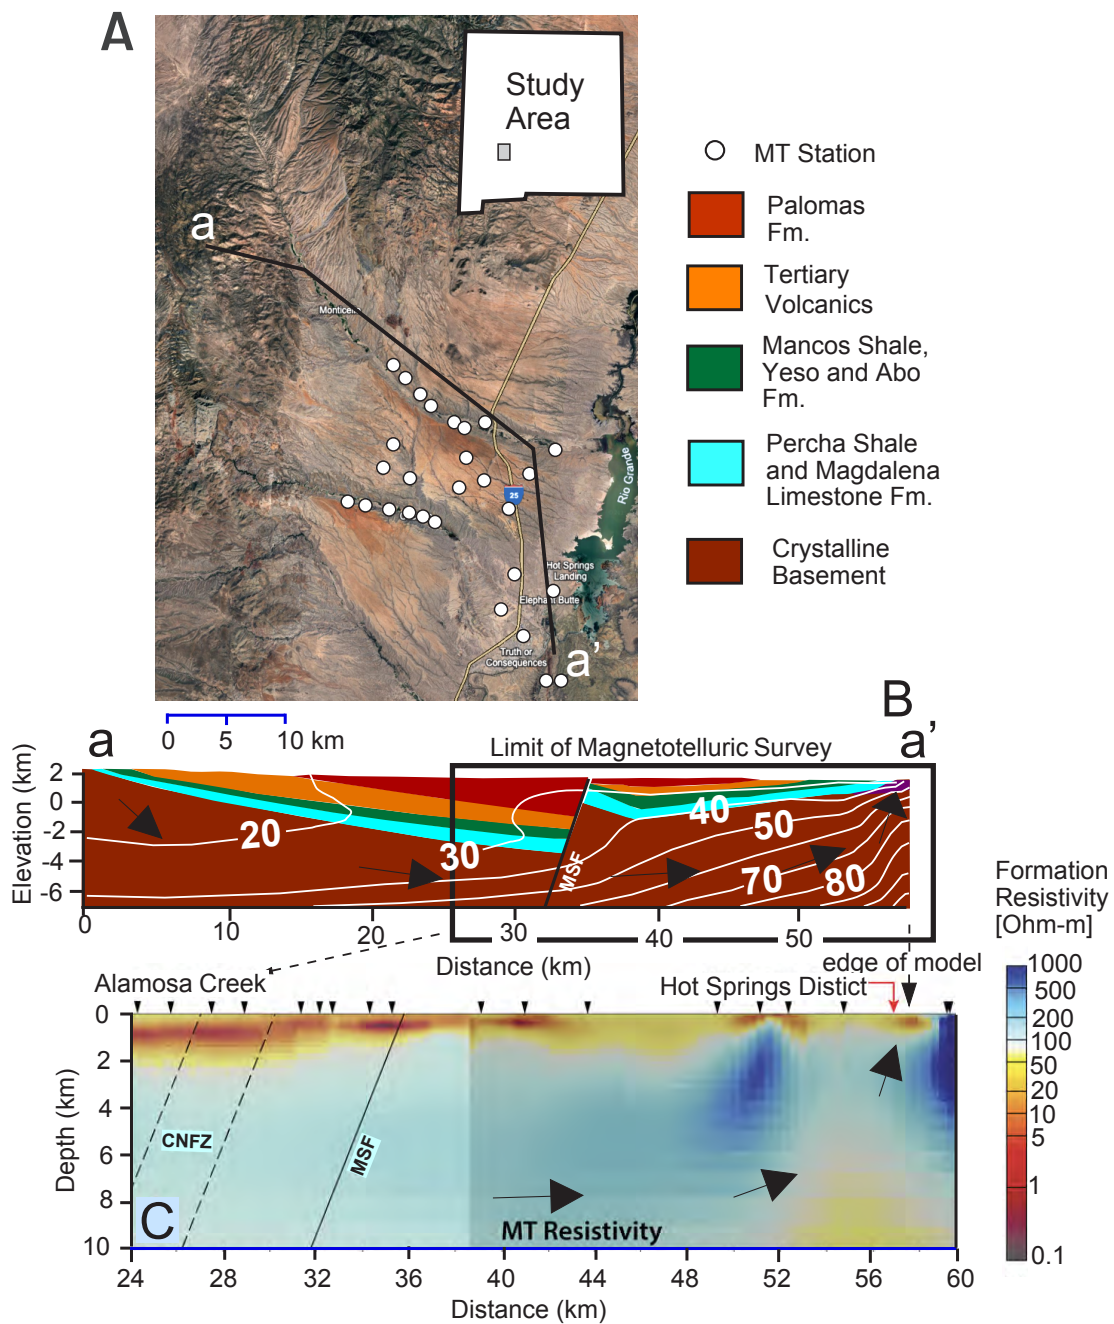 A
Study
Area
a
Monticello
25
Rio Grande
Hot Springs
Landing
Elephant Butte
Truth or
Consequences
a'
MT Station
Palomas
Fm.
Tertiary
Volcanics
Mancos Shale,
Yeso and Abo
Fm.
Percha Shale
and Magdalena
Limestone Fm.
Crystalline
Basement
0 5 10 km
B
a
a'
Limit of Magnetotelluric Survey
Elevation (km)
2
0
-2
-4
-6
20
30
40
50
70
80
MSF
0 10 20 30 40 50
Distance (km)
edge of model
Alamosa Creek
Hot Springs Distict
Depth (km)
0
2
4
6
8
10
CNFZ
MSF
C
MT Resistivity
24 28 32 36 40 44 48 52 56 60
Distance (km)
Formation
Resistivity
[Ohm-m]
1000
500
200
100
50
20
10
5
1
0.1